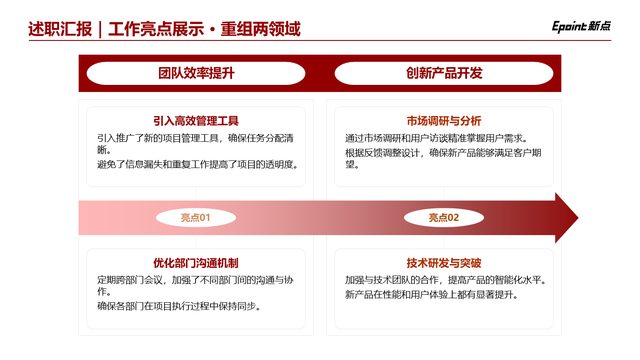 述职汇报｜工作亮点展示·重组两领域
Epoint新点
团队效率提升
创新产品开发
引入高效管理工具
引入推广了新的项目管理工具，确保任务分配清
晰。
避免了信息漏失和重复工作提高了项目的透明度。
市场调研与分析
通过市场调研和用户访谈精准掌握用户需求。
根据反馈调整设计，确保新产品能够满足客户期
望。
亮点01
亮点02
优化部门沟通机制
定期跨部门会议，加强了不同部门间的沟通与协
作。
确保各部门在项目执行过程中保持同步。
技术研发与突破
加强与技术团队的合作，提高产品的智能化水平。
新产品在性能和用户体验上都有显著提升。